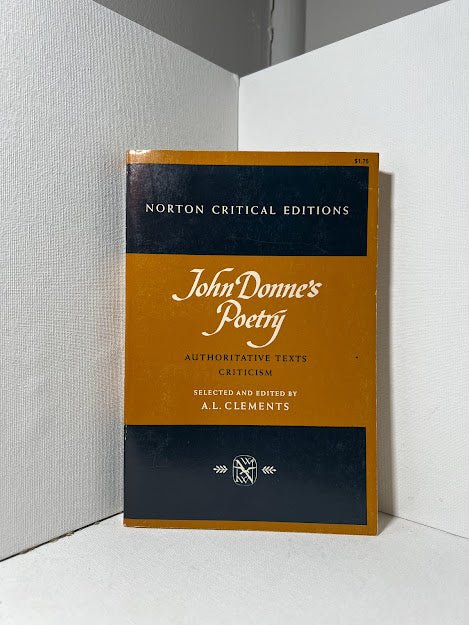 $1.75
NORTON CRITICAL EDITIONS
John Donne's
Poetry
AUTHORITATIVE TEXTS
CRITICISM
SELECTED AND EDITED BY
A.L. CLEMENTS